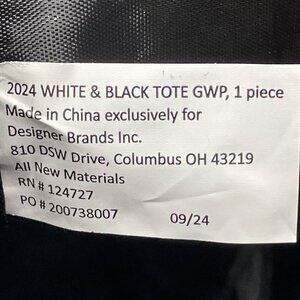 2024 WHITE & BLACK TOTE GWP, 1 piece
Made in China exclusively for
Designer Brands Inc.
810 DSW Drive, Columbus OH 43219
All New Materials
RN # 124727
PO # 200738007 09/24